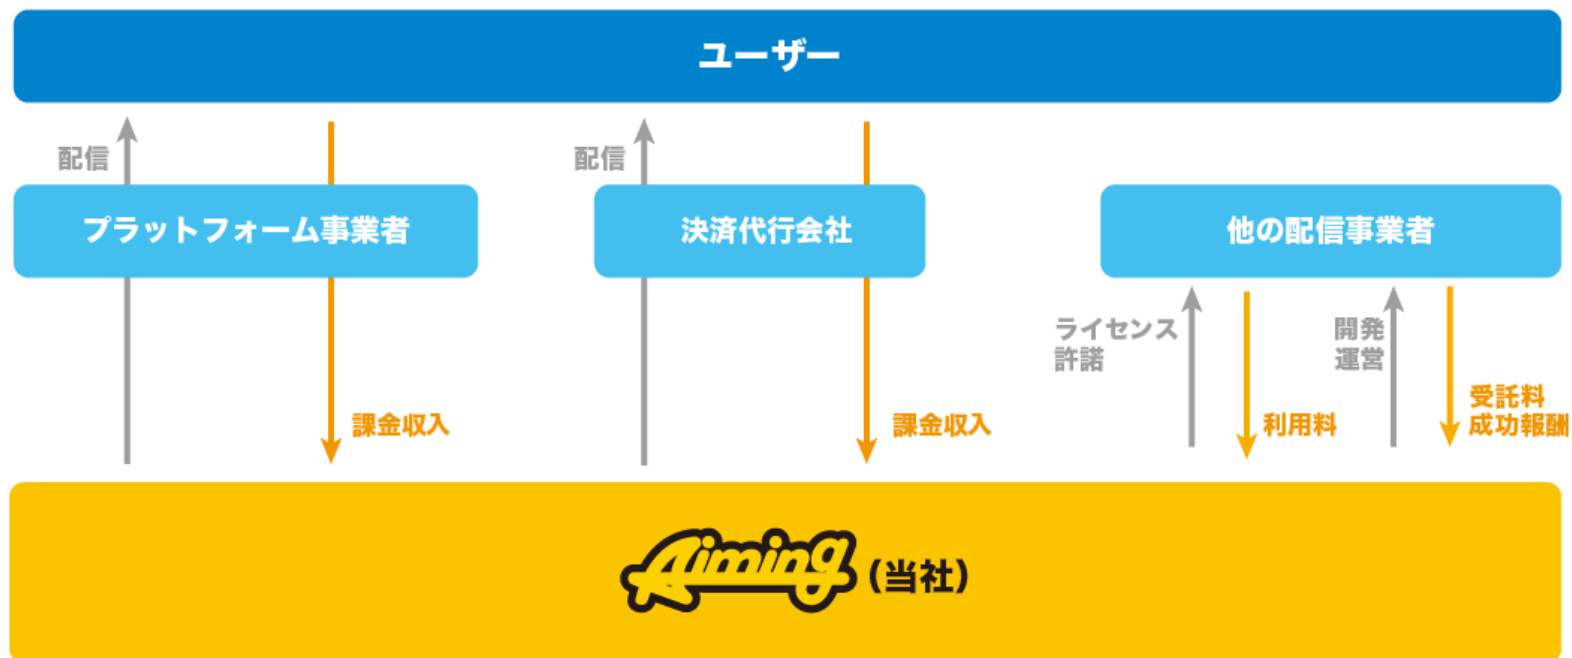 ユーザー
配信
配信
プラットフォーム事業者
決済代行会社
他の配信事業者
ライセンス
許諾
開発
運営
課金収入
課金収入
利用料
受託料
成功報酬
Aiming (当社)